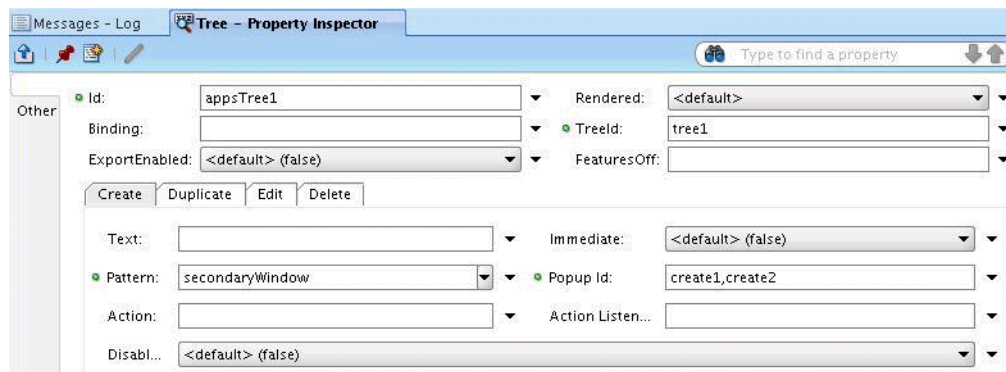 Messages - Log Tree - Property Inspector
Type to find a property
Other
Id: appsTree1 Rendered: <default>
Binding: TreeId: tree1
ExportEnabled: <default> (false) FeaturesOff:
Create Duplicate Edit Delete
Text: Immediate: <default> (false)
Pattern: secondaryWindow Popup Id: create1,create2
Action: Action Listen...
Disabl... <default> (false)